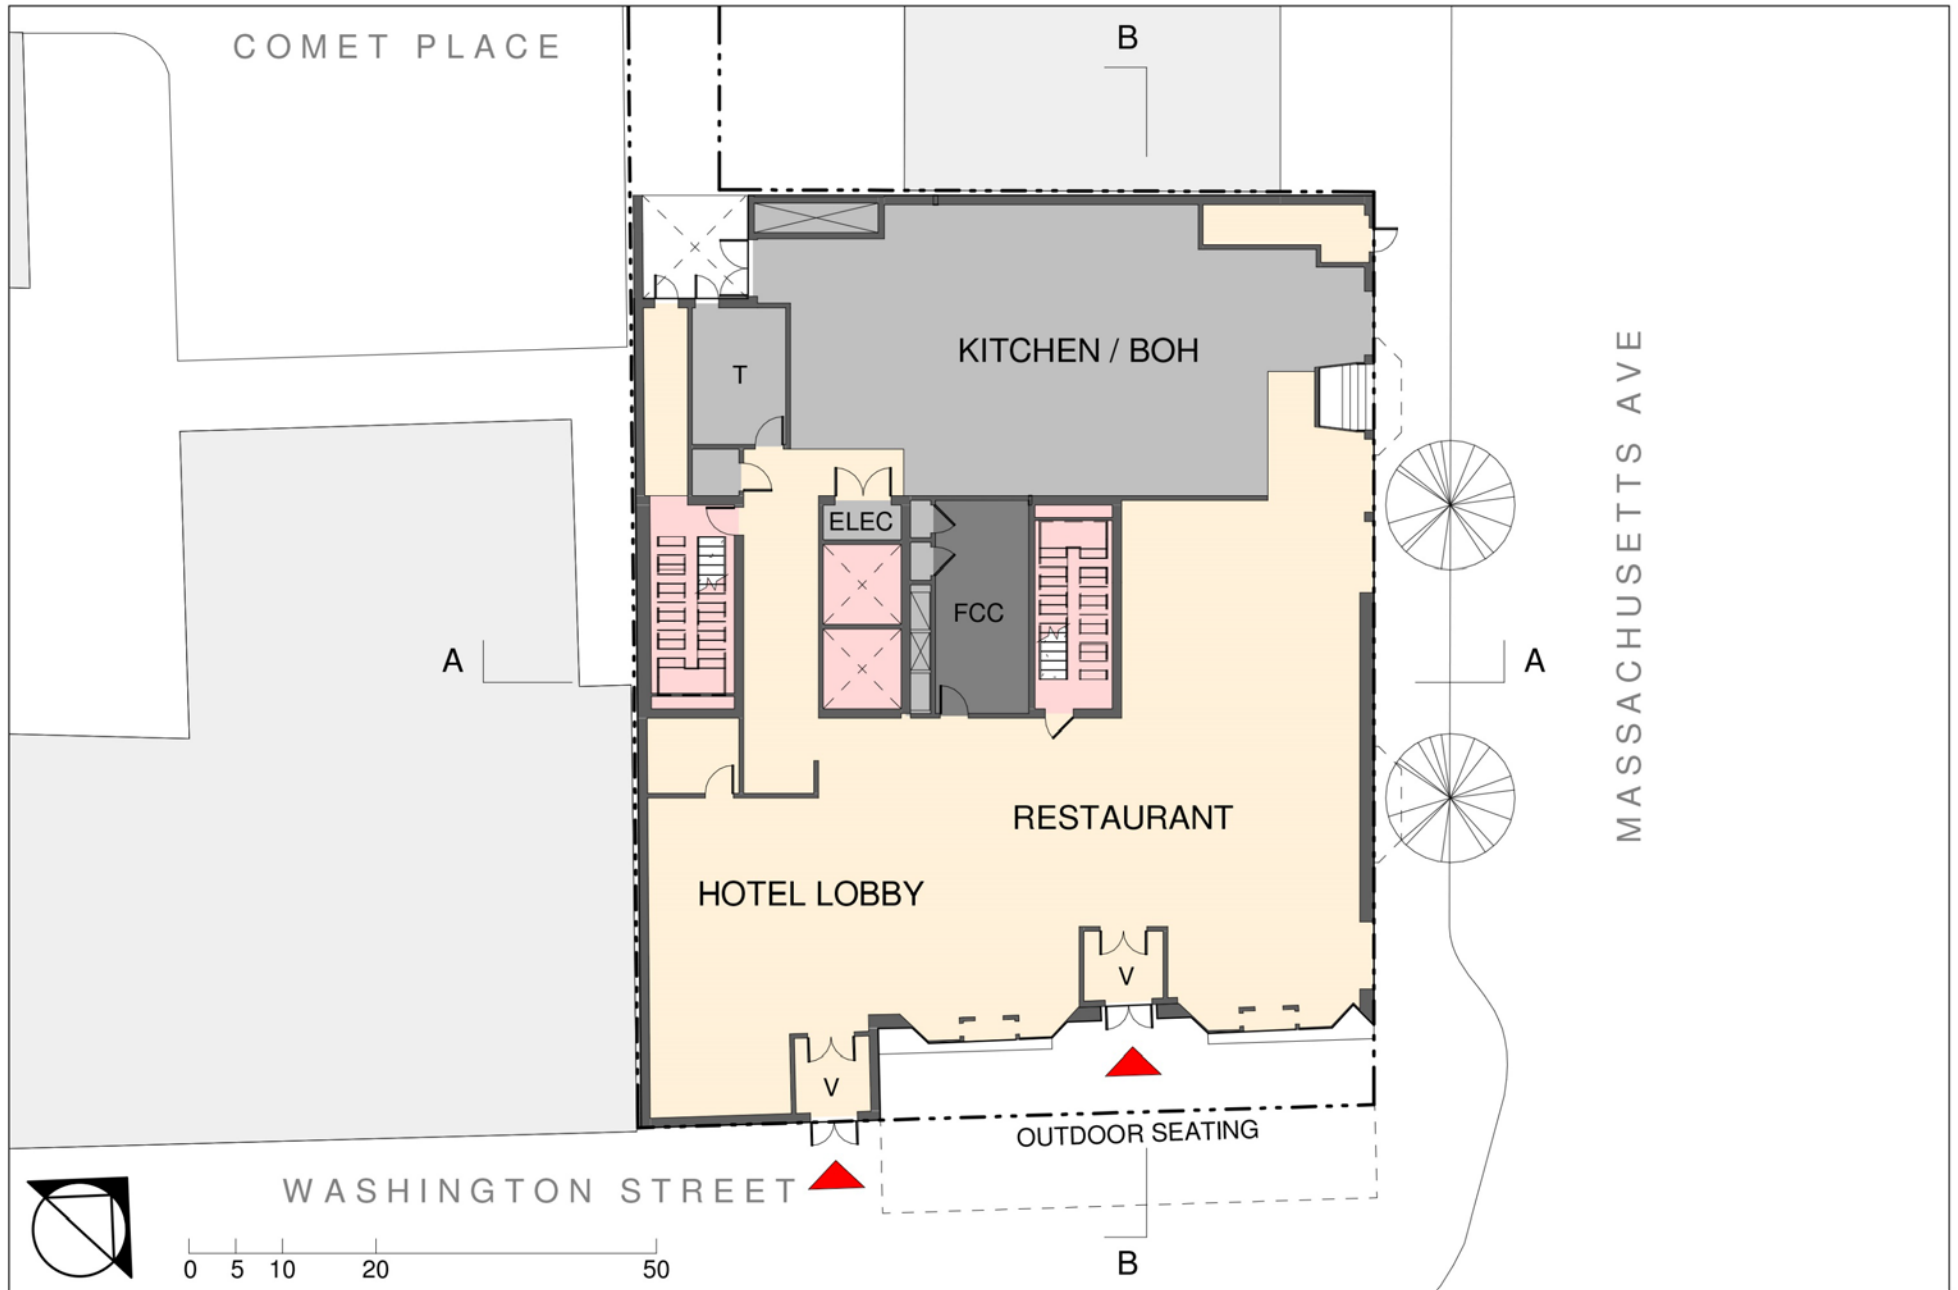 COMET PLACE
B
KITCHEN / BOH
T
MASSACHUSETTS AVE
ELEC
FCC
A
A
RESTAURANT
HOTEL LOBBY
V
V
OUTDOOR SEATING
WASHINGTON STREET
B
0 5 10 20 50